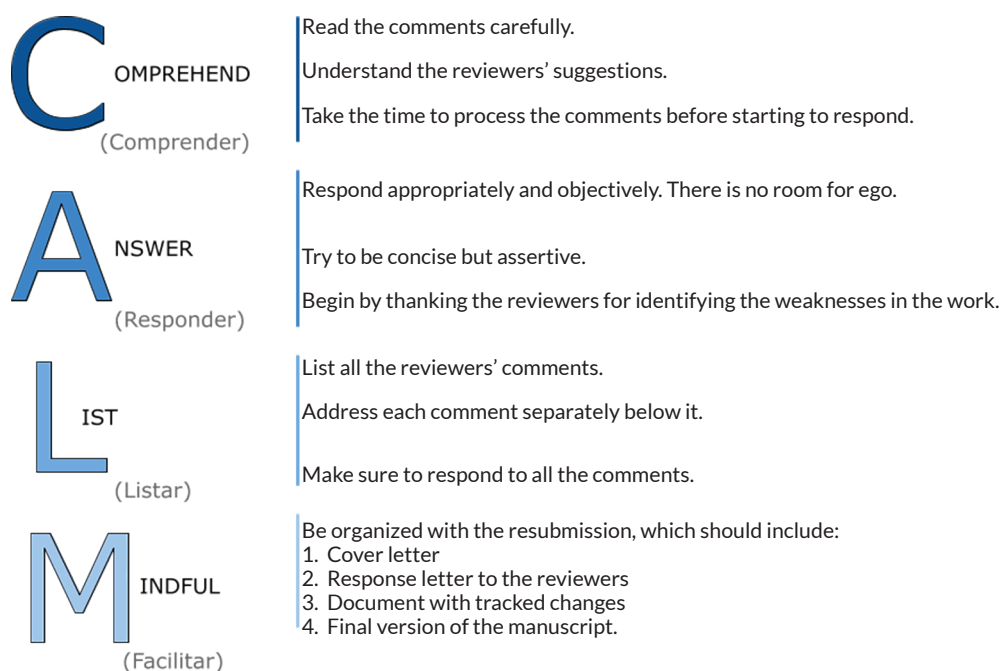 COMPREHEND
(Comprender)
Read the comments carefully.
Understand the reviewers’ suggestions.
Take the time to process the comments before starting to respond.
ANSWER
(Responder)
Respond appropriately and objectively. There is no room for ego.
Try to be concise but assertive.
Begin by thanking the reviewers for identifying the weaknesses in the work.
LIST
(Listar)
List all the reviewers’ comments.
Address each comment separately below it.
Make sure to respond to all the comments.
MINDFUL
(Facilitar)
Be organized with the resubmission, which should include:
1. Cover letter
2. Response letter to the reviewers
3. Document with tracked changes
4. Final version of the manuscript.